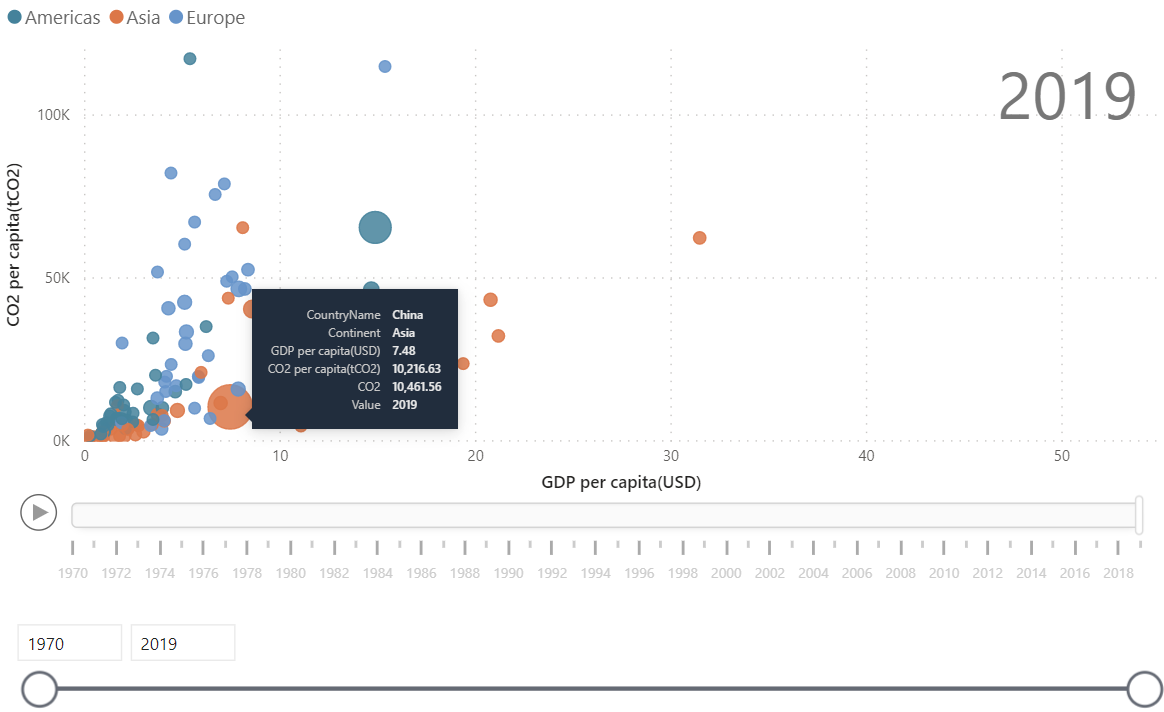 Americas Asia Europe
2019
100K
50K
0K
CO2 per capita(tCO2)
CountryName China
Continent Asia
GDP per capita(USD) 7.48
CO2 per capita(tCO2) 10,216.63
CO2 10,461.56
Value 2019
0 10 20 30 40 50
GDP per capita(USD)
1970 1972 1974 1976 1978 1980 1982 1984 1986 1988 1990 1992 1994 1996 1998 2000 2002 2004 2006 2008 2010 2012 2014 2016 2018
1970 2019